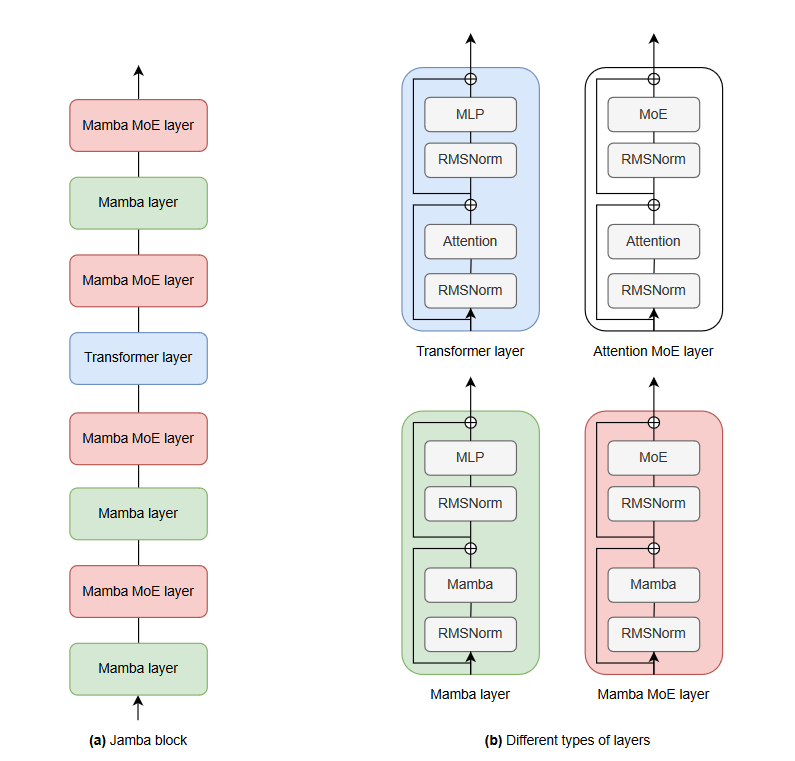 Mamba MoE layer
Mamba layer
Mamba MoE layer
Transformer layer
Mamba MoE layer
Mamba layer
Mamba MoE layer
Mamba layer
(a) Jamba block
MLP
RMSNorm
Attention
RMSNorm
Transformer layer
MoE
RMSNorm
Attention
RMSNorm
Attention MoE layer
MLP
RMSNorm
Mamba
RMSNorm
Mamba layer
MoE
RMSNorm
Mamba
RMSNorm
Mamba MoE layer
(b) Different types of layers